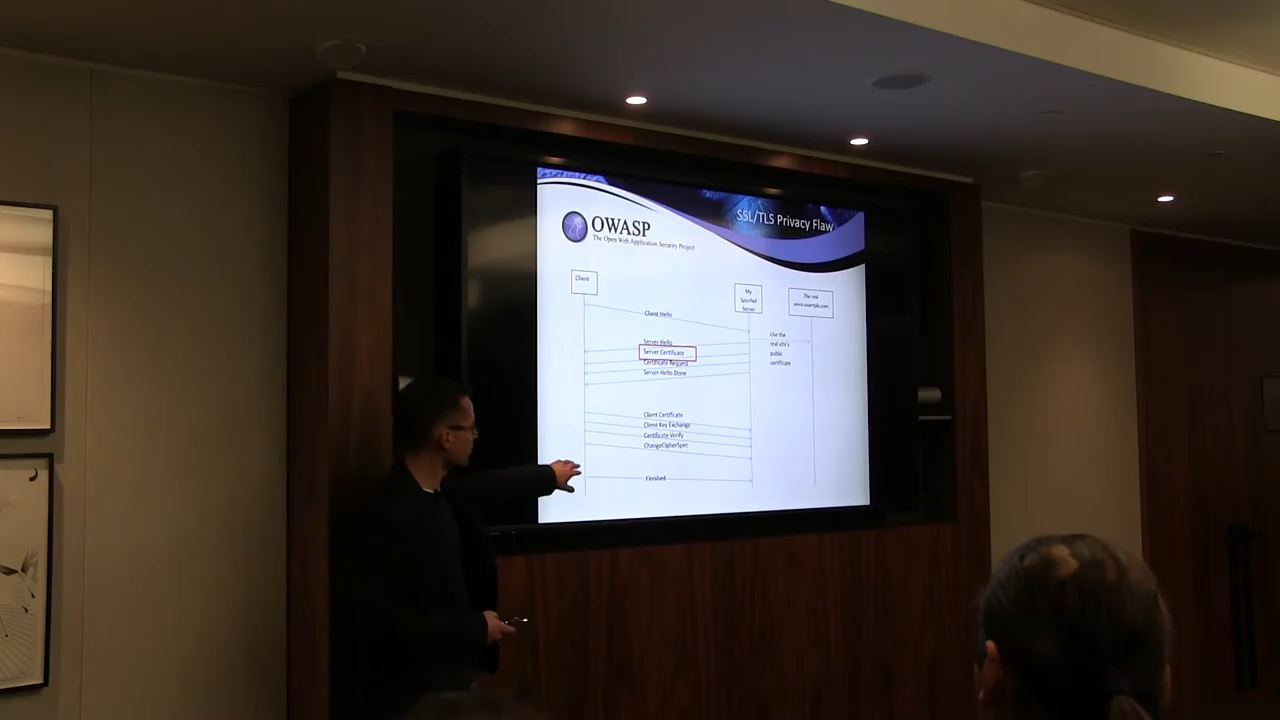 SSL/TLS Privacy Flaw
OWASP
The Open Web Application Security Project
Client
My
Spoofed
Server
The real
www.example.com
Client Hello
Server Hello
Server Certificate
Certificate Request
Server Hello Done
Use the
real site's
public
certificate
Client Certificate
Client Key Exchange
Certificate Verify
ChangeCipherSpec
Finished